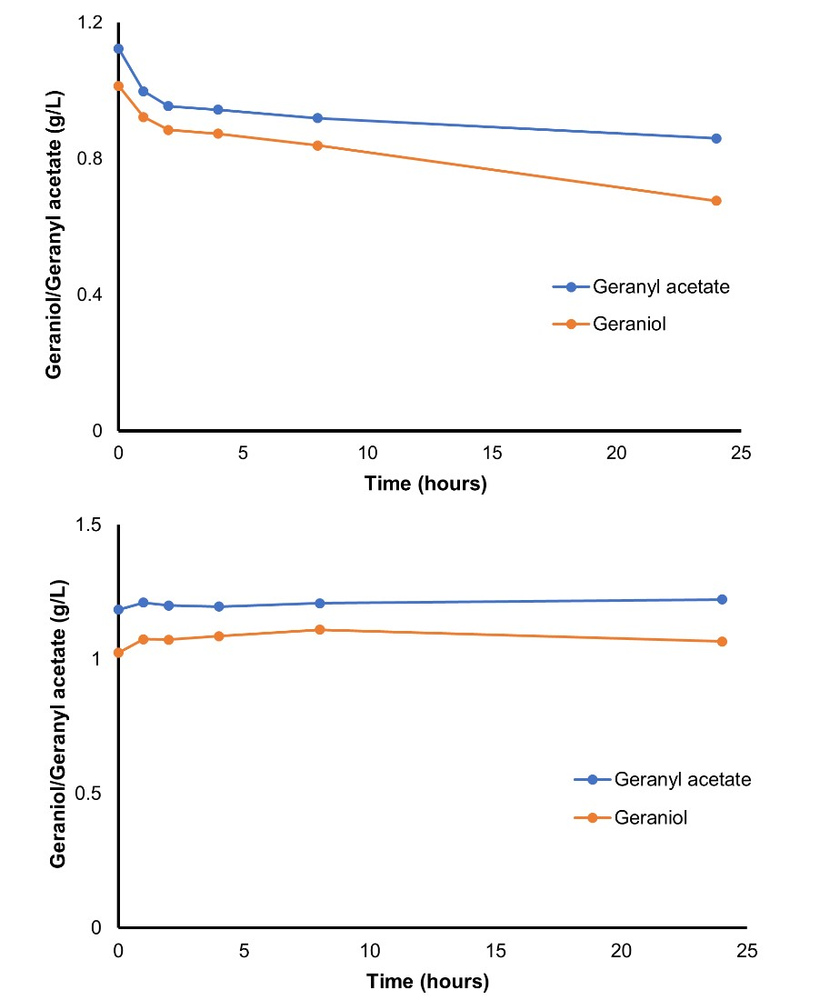 1.2
0.8
0.4
0
Geraniol/Geranyl acetate (g/L)
Geranyl acetate
Geraniol
0 5 10 15 20 25
Time (hours)
1.5
1
0.5
0
Geraniol/Geranyl acetate (g/L)
Geranyl acetate
Geraniol
0 5 10 15 20 25
Time (hours)